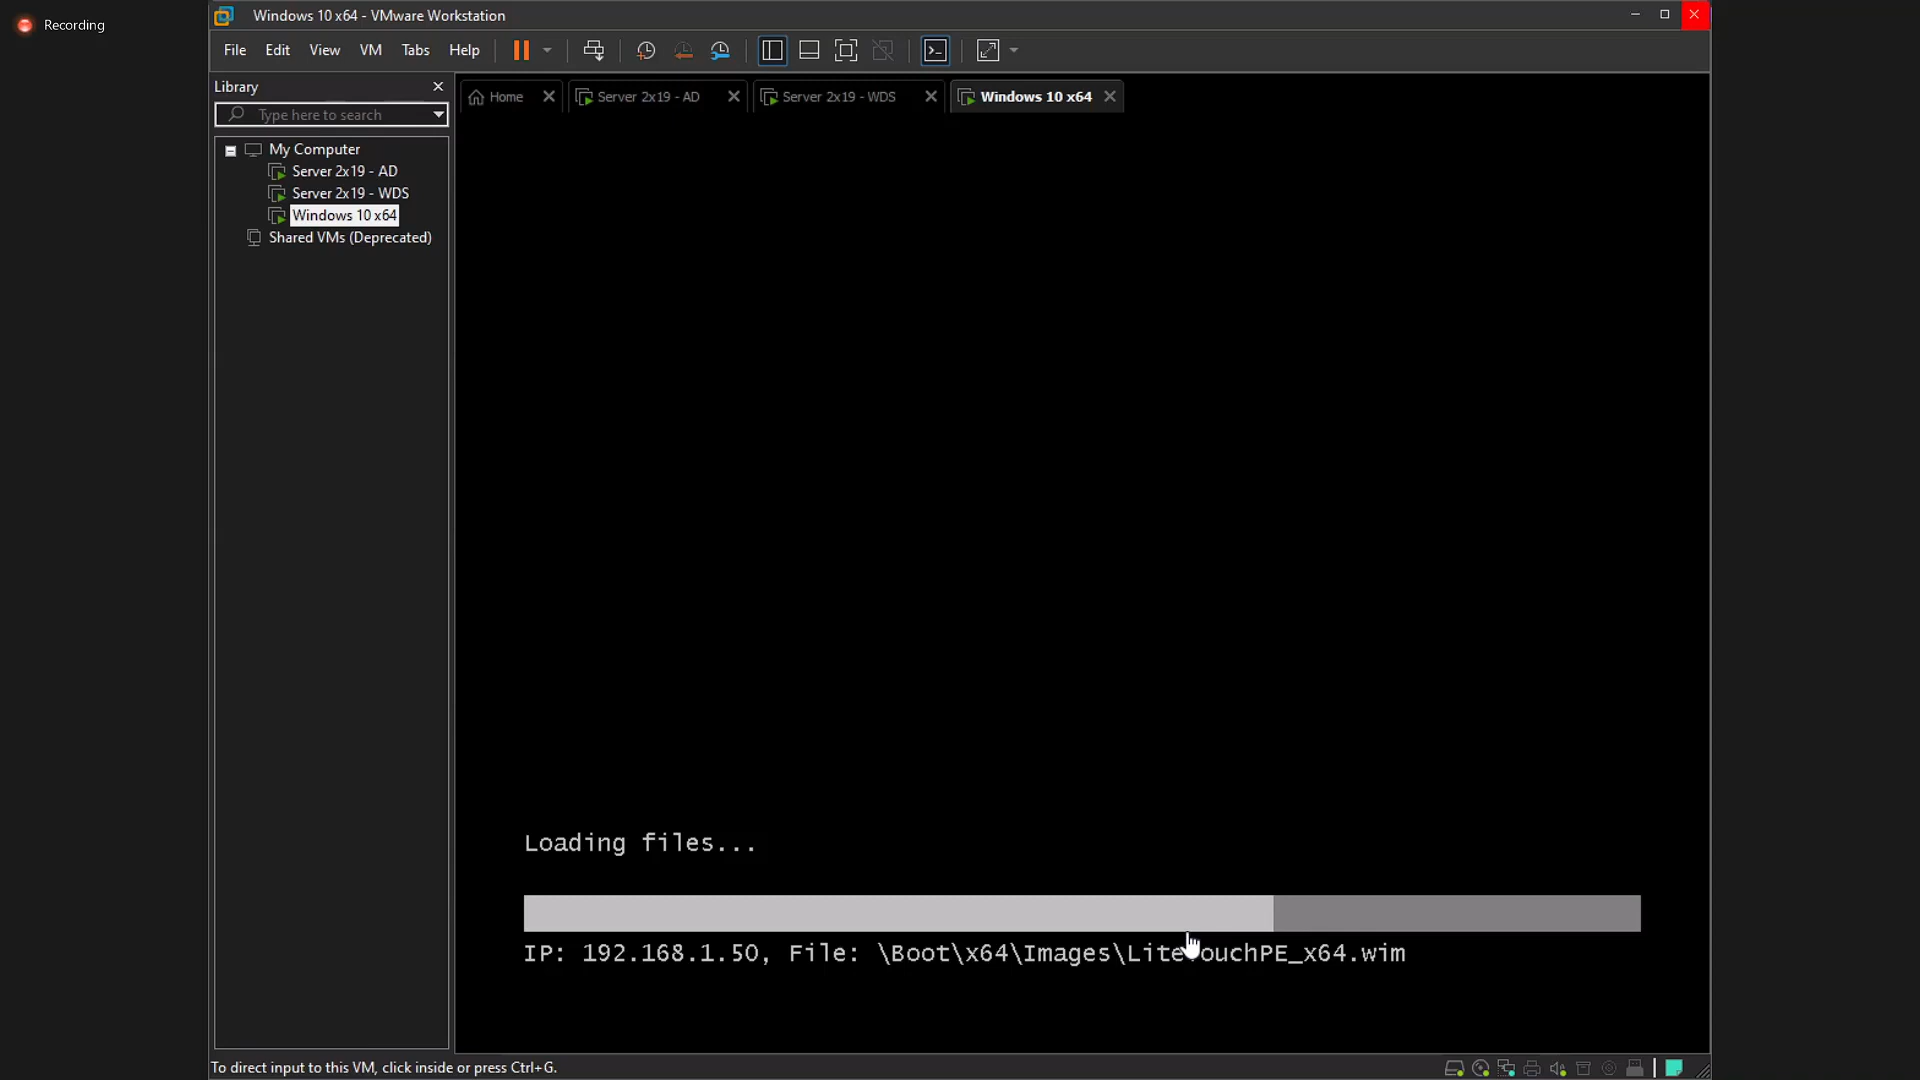 Recording
Windows 10 x64 - VMware Workstation
File Edit View VM Tabs Help
Library
Type here to search
My Computer
Server 2x19 - AD
Server 2x19 - WDS
Windows 10 x64
Shared VMs (Deprecated)
Home Server 2x19 - AD Server 2x19 - WDS Windows 10 x64
Loading files...
IP: 192.168.1.50, File: \Boot\x64\Images\LiteTouchPE_x64.wim
To direct input to this VM, click inside or press Ctrl+G.